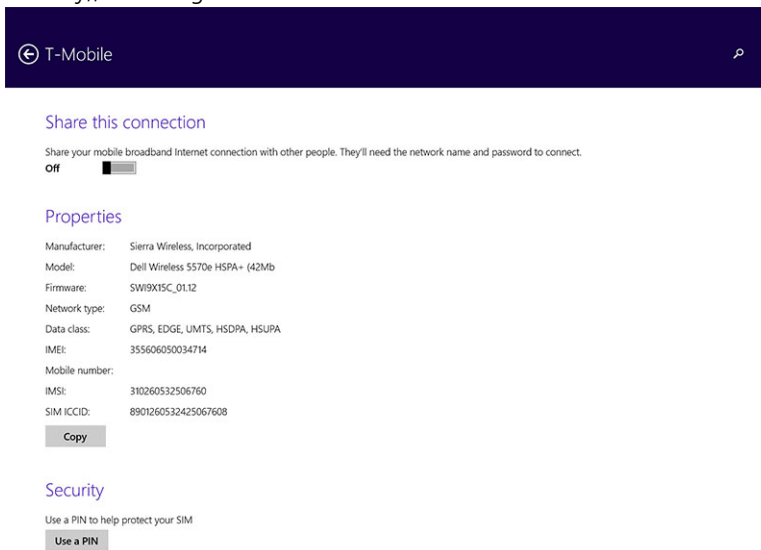 T-Mobile
Share this connection
Share your mobile broadband Internet connection with other people. They'll need the network name and password to connect.
Off
Properties
Manufacturer: Sierra Wireless, Incorporated
Model: Dell Wireless 5570e HSPA+ (42Mb
Firmware: SWI9X15C_01.12
Network type: GSM
Data class: GPRS, EDGE, UMTS, HSDPA, HSUPA
IMEI: 355606050034714
Mobile number:
IMSI: 310260532506760
SIM ICCID: 8901260532425067608
Copy
Security
Use a PIN to help protect your SIM
Use a PIN